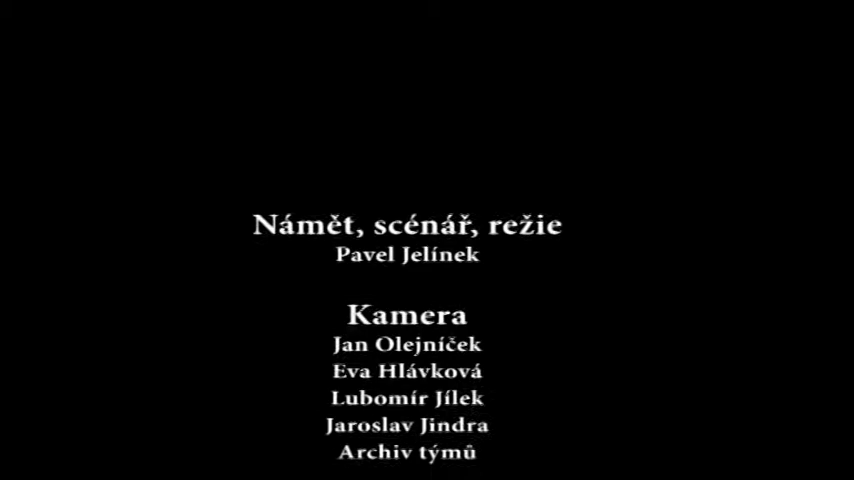 Námět, scénář, režie
Pavel Jelínek
Kamera
Jan Olejníček
Eva Hlávková
Lubomír Jílek
Jaroslav Jindra
Archiv týmů